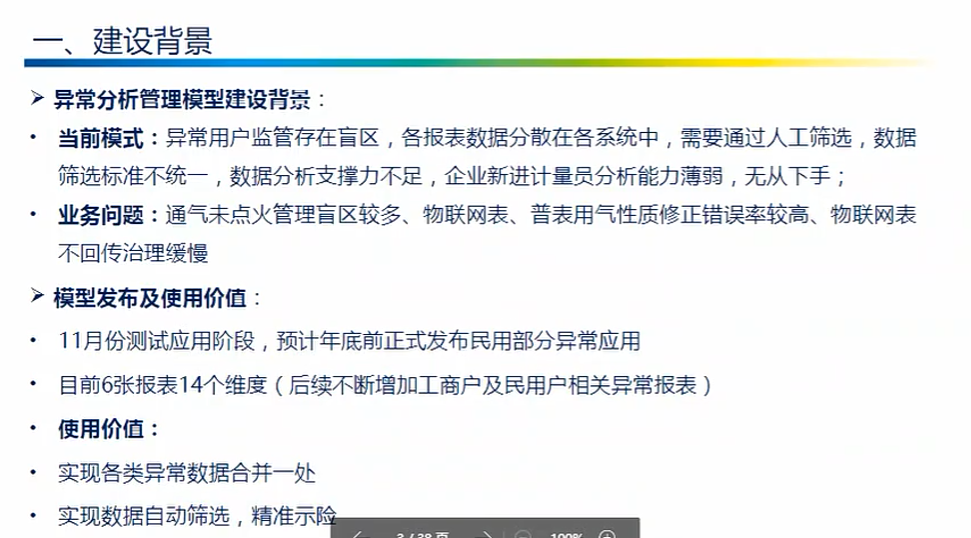 一、建设背景
➢ 异常分析管理模型建设背景：
• 当前模式：异常用户监管存在盲区，各报表数据分散在各系统中，需要通过人工筛选，数据
筛选标准不统一，数据分析支撑力不足，企业新进计量员分析能力薄弱，无从下手；
• 业务问题：通气未点火管理盲区较多、物联网表、普表用气性质修正错误率较高、物联网表
不回传治理缓慢
➢ 模型发布及使用价值：
• 11月份测试应用阶段，预计年底前正式发布民用部分异常应用
• 目前6张报表14个维度（后续不断增加工商户及民用户相关异常报表）
• 使用价值：
• 实现各类异常数据合并一处
• 实现数据自动筛选，精准示险